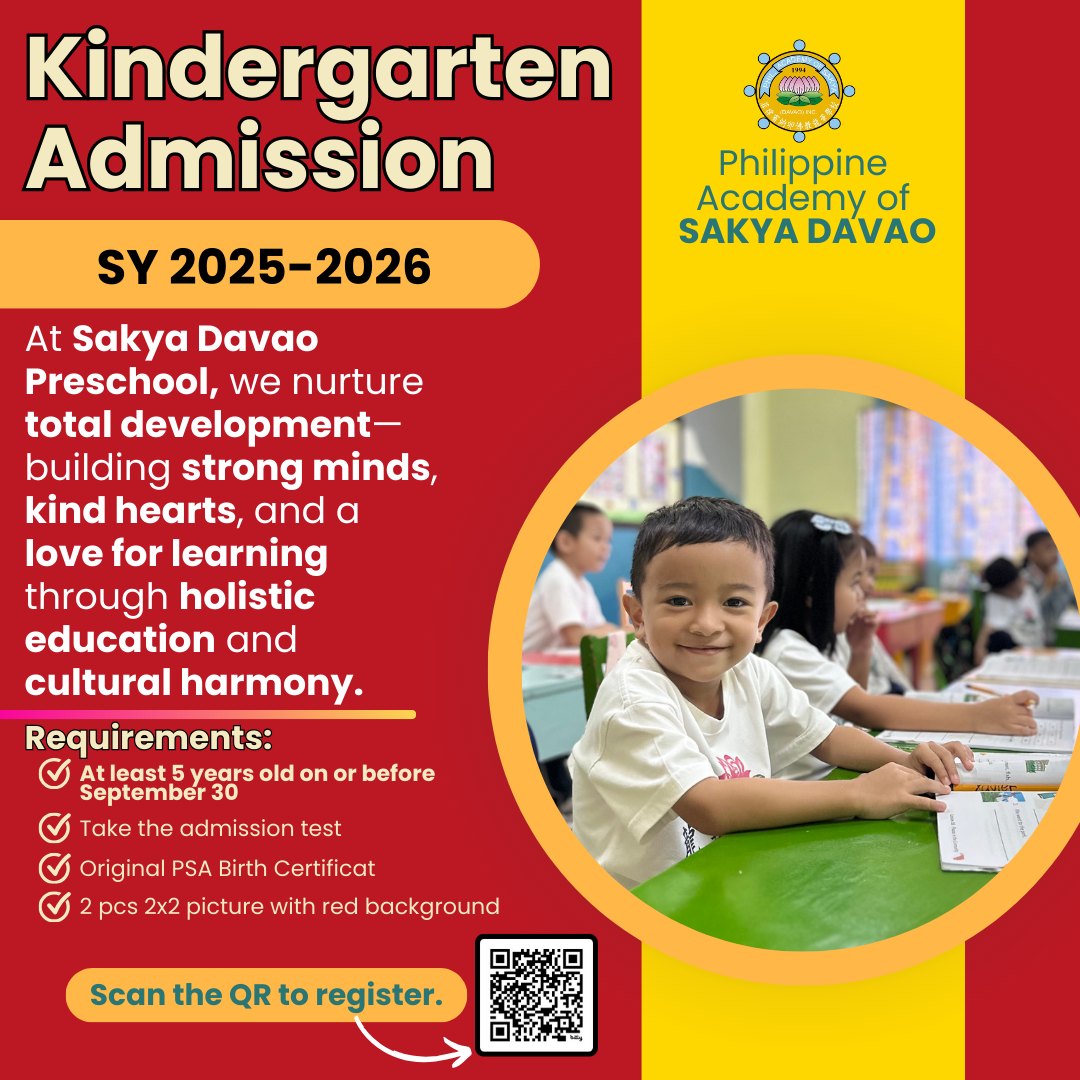 Kindergarten
Admission
SY 2025-2026
At Sakya Davao
Preschool, we nurture
total development—
building strong minds,
kind hearts, and a
love for learning
through holistic
education and
cultural harmony.
Requirements:
At least 5 years old on or before
September 30
Take the admission test
Original PSA Birth Certificat
2 pcs 2x2 picture with red background
Scan the QR to register.
bitly
1994
(DAVAO) INC.
Philippine
Academy of
SAKYA DAVAO